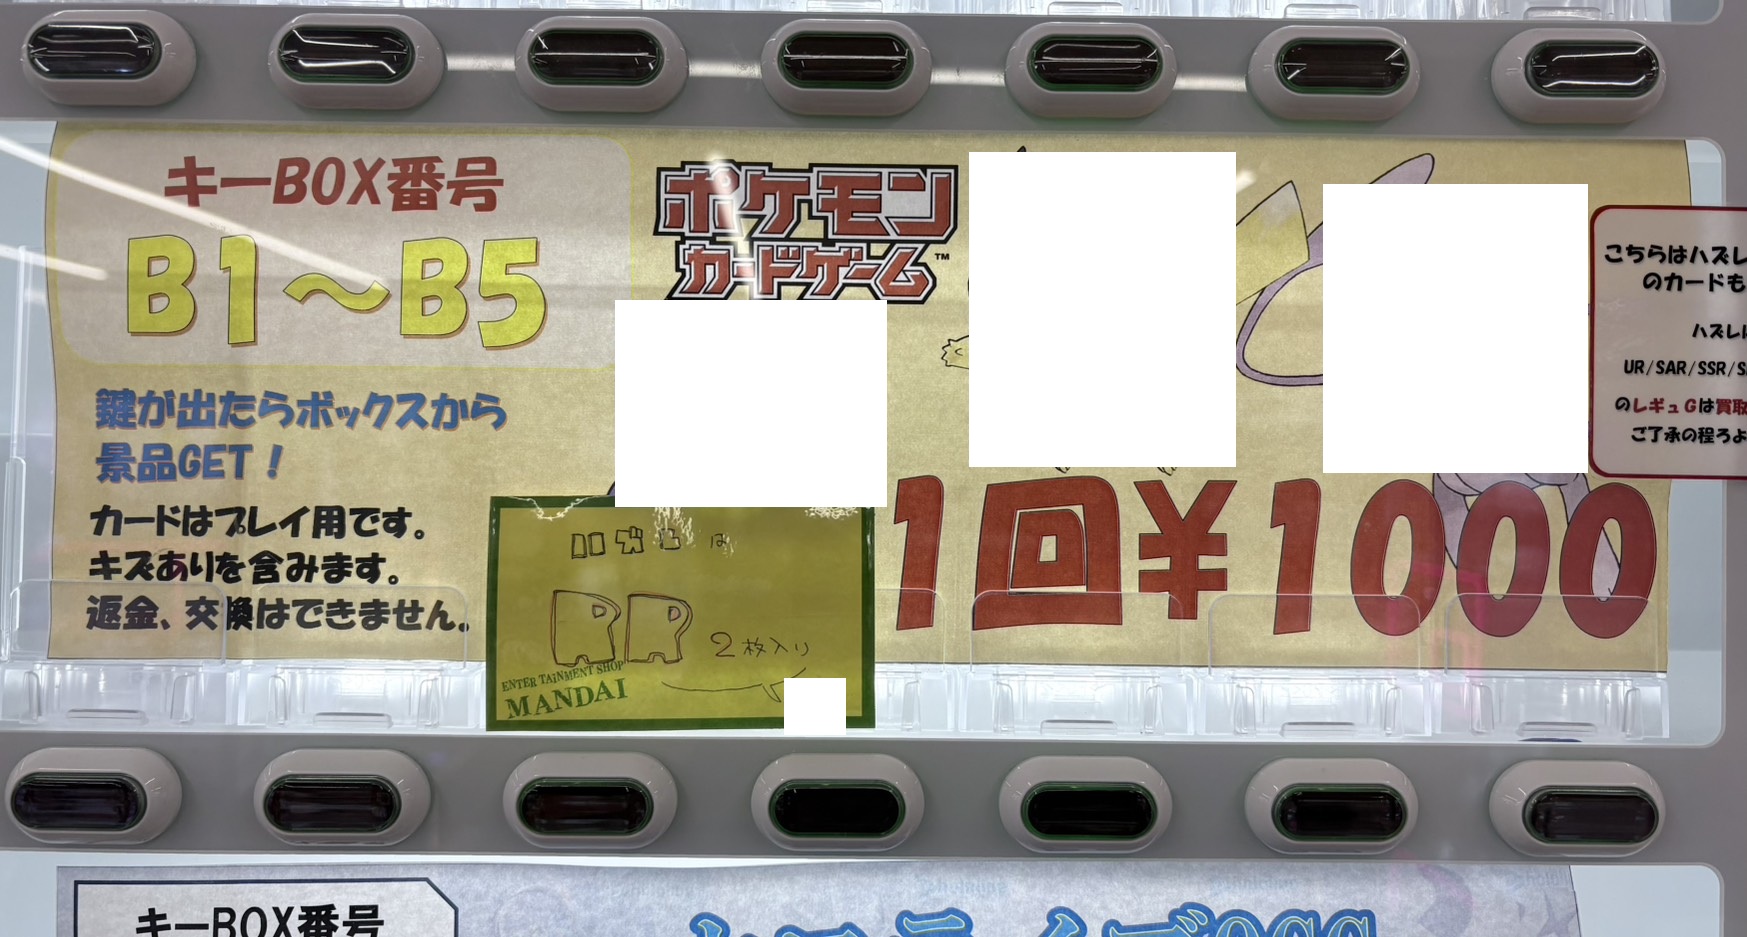 キーBOX番号
B1～B5
鍵が出たらボックスから
景品GET！
カードはプレイ用です。
キズありを含みます。
返金、交換はできません。
ポケモン
カードゲーム™
1回¥1000
は
RR 2枚入り
ENTERTAINMENT SHOP
MANDAI
こちらはハズレ
のカードも
ハズレ
UR/SAR/SSR/S
のレギュGは買取
ご了承の程ろよ
キーBOX番号